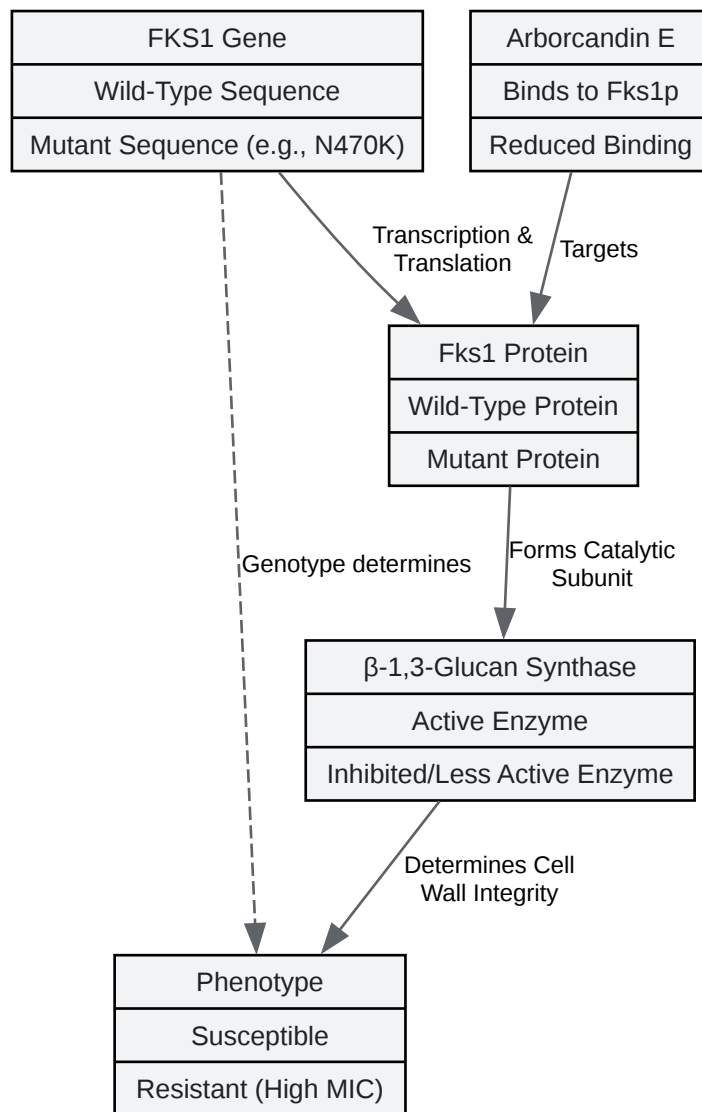 FKS1 Gene
Wild-Type Sequence
Mutant Sequence (e.g., N470K)
Arborcandin E
Binds to Fks1p
Reduced Binding
Transcription &
Translation
Targets
Fks1 Protein
Wild-Type Protein
Mutant Protein
Genotype determines
Forms Catalytic
Subunit
β-1,3-Glucan Synthase
Active Enzyme
Inhibited/Less Active Enzyme
Determines Cell
Wall Integrity
Phenotype
Susceptible
Resistant (High MIC)